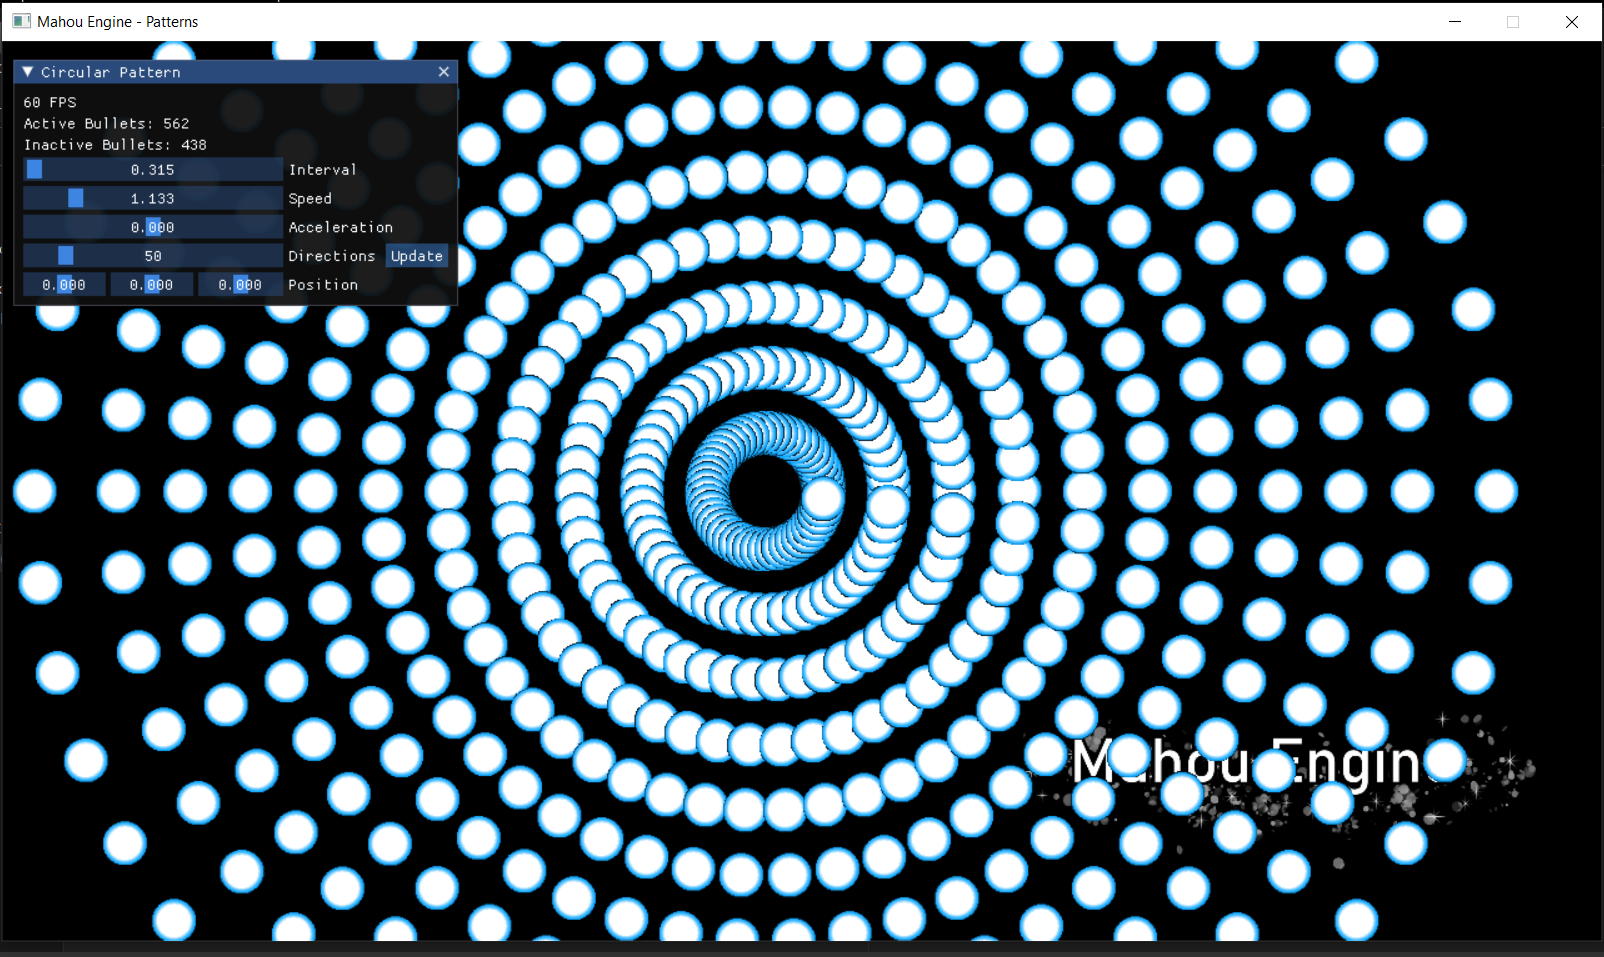 Mahou Engine - Patterns
Circular Pattern
60 FPS
Active Bullets: 562
Inactive Bullets: 438
0.315 Interval
1.133 Speed
0.000 Acceleration
50 Directions Update
0.000 0.000 0.000 Position
Mahou Engine